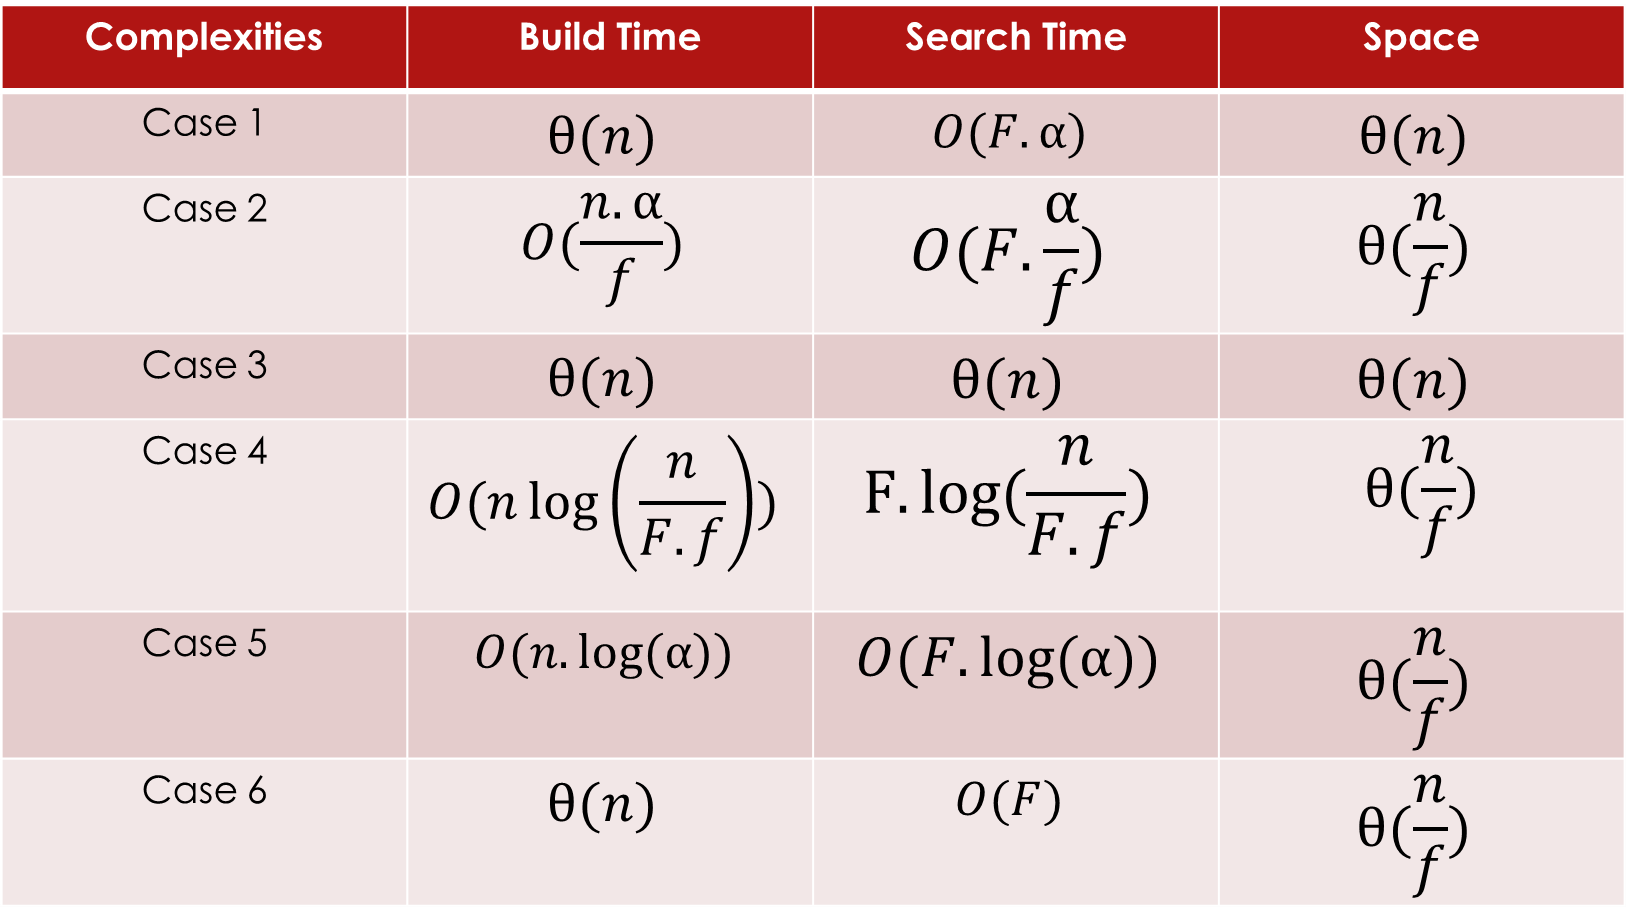 Complexities Build Time Search Time Space
Case 1 θ(n) O(F. α) θ(n)
Case 2 O(n. α / f) O(F. α / f) θ(n / f)
Case 3 θ(n) θ(n) θ(n)
Case 4 O(n log(n / F. f)) F. log(n / F. f) θ(n / f)
Case 5 O(n. log(α)) O(F. log(α)) θ(n / f)
Case 6 θ(n) O(F) θ(n / f)